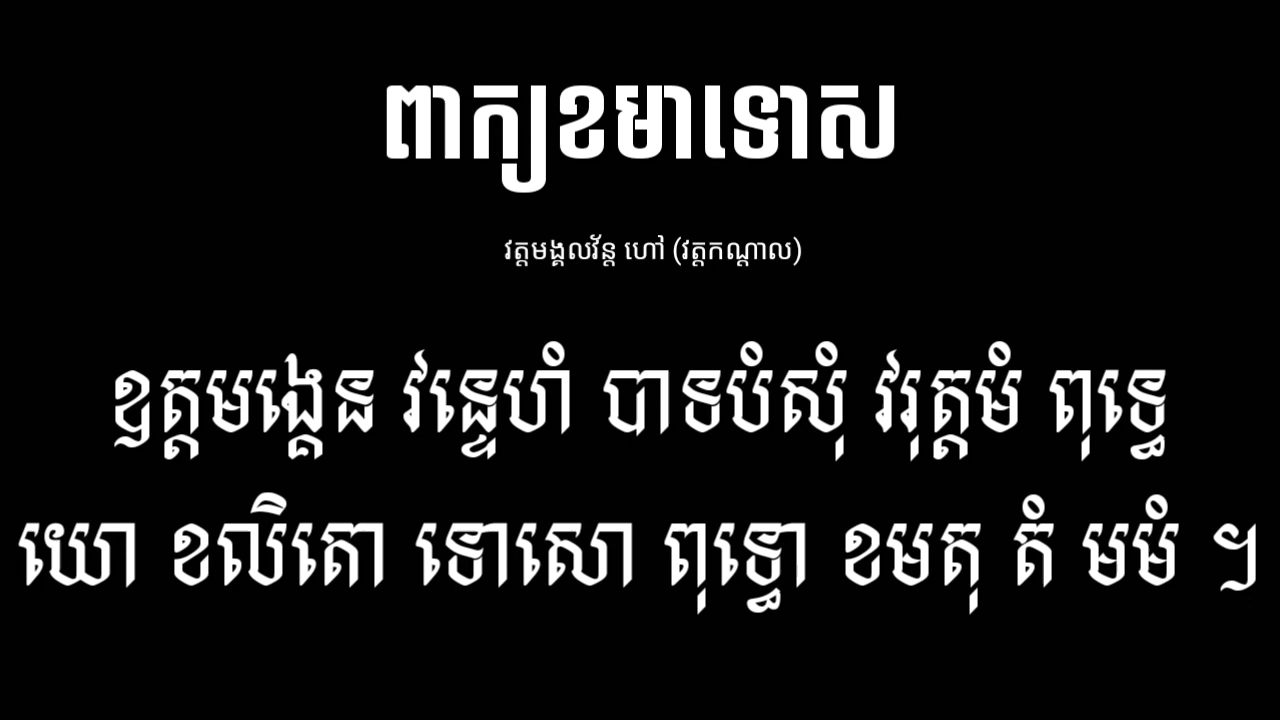 ពាក្យខមាទោស
វត្តមង្គលវ័ន្ត ហៅ (វត្តកណ្តាល)
ឧត្តមង្គេន វន្ទេហំ បាទបំសុំ វរុត្តមំ ពុទ្ធេ
យោ ខលិតោ ទោសោ ពុទ្ធោ ខមតុ តំ មមំ ៗ